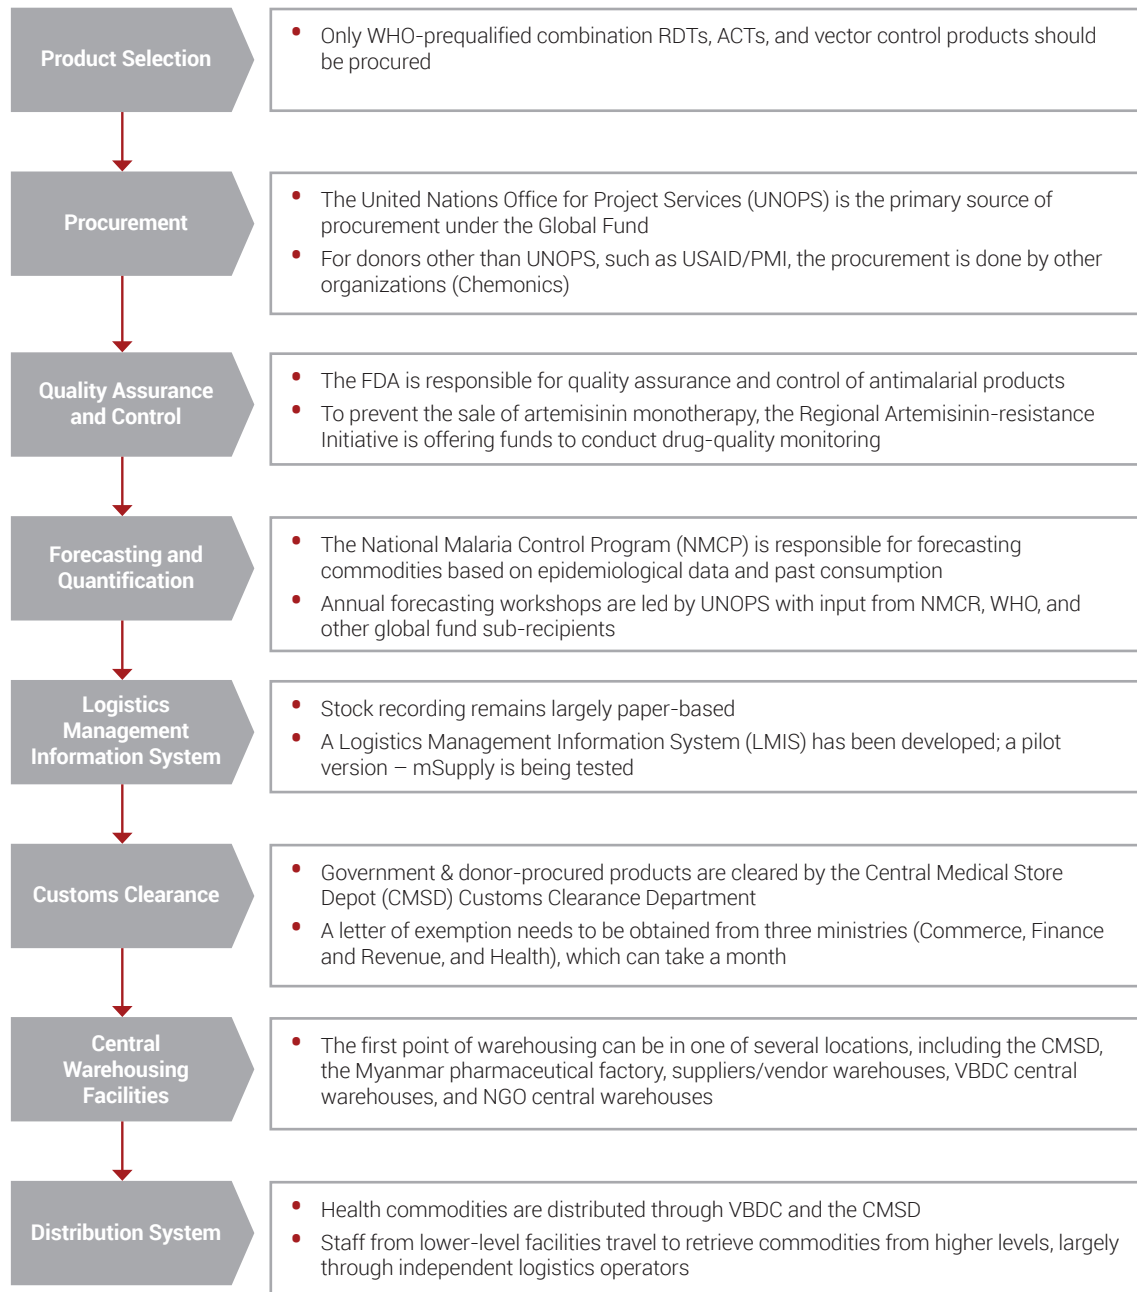 Product Selection
• Only WHO-prequalified combination RDTs, ACTs, and vector control products should
be procured
Procurement
• The United Nations Office for Project Services (UNOPS) is the primary source of
procurement under the Global Fund
• For donors other than UNOPS, such as USAID/PMI, the procurement is done by other
organizations (Chemonics)
Quality Assurance
and Control
• The FDA is responsible for quality assurance and control of antimalarial products
• To prevent the sale of artemisinin monotherapy, the Regional Artemisinin-resistance
Initiative is offering funds to conduct drug-quality monitoring
Forecasting and
Quantification
• The National Malaria Control Program (NMCP) is responsible for forecasting
commodities based on epidemiological data and past consumption
• Annual forecasting workshops are led by UNOPS with input from NMCR, WHO, and
other global fund sub-recipients
Logistics
Management
Information System
• Stock recording remains largely paper-based
• A Logistics Management Information System (LMIS) has been developed; a pilot
version – mSupply is being tested
Customs Clearance
• Government & donor-procured products are cleared by the Central Medical Store
Depot (CMSD) Customs Clearance Department
• A letter of exemption needs to be obtained from three ministries (Commerce, Finance
and Revenue, and Health), which can take a month
Central
Warehousing
Facilities
• The first point of warehousing can be in one of several locations, including the CMSD,
the Myanmar pharmaceutical factory, suppliers/vendor warehouses, VBDC central
warehouses, and NGO central warehouses
Distribution System
• Health commodities are distributed through VBDC and the CMSD
• Staff from lower-level facilities travel to retrieve commodities from higher levels, largely
through independent logistics operators